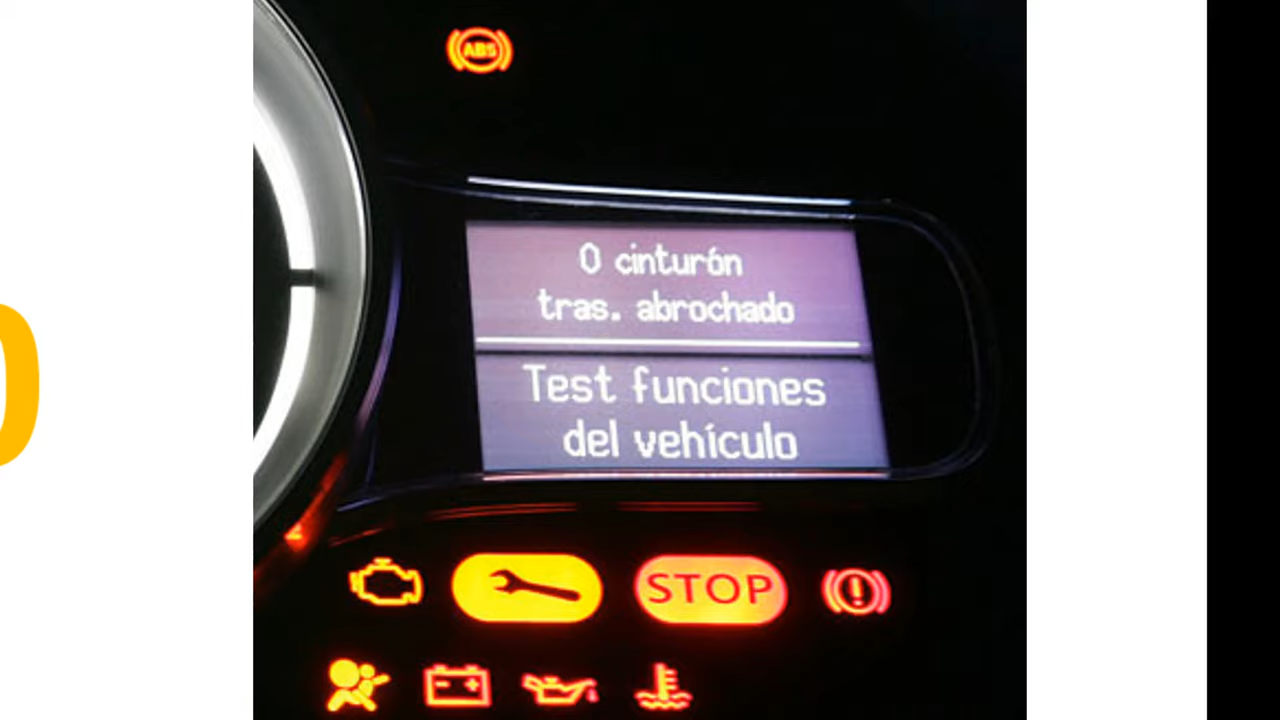 ABS
0 cinturón
tras. abrochado
Test funciones
del vehículo
STOP